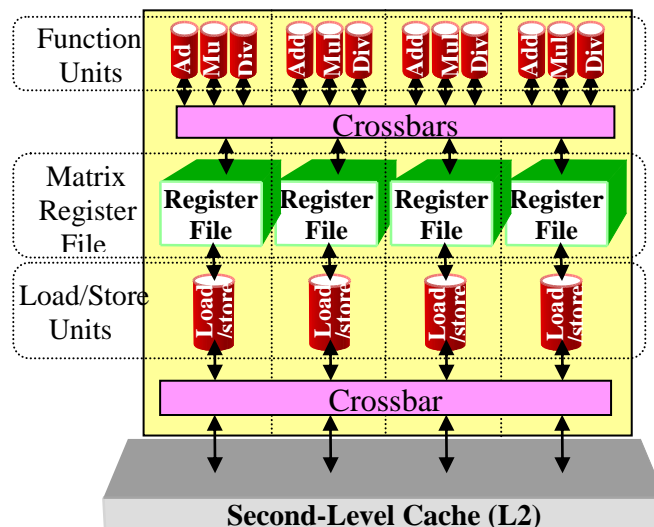 Function
Units
Ad
Mu
Div
Add
Mul
Div
Add
Mul
Div
Add
Mul
Div
Crossbars
Matrix
Register
File
Register
File
Register
File
Register
File
Register
File
Load/Store
Units
Load
/store
Load
/store
Load
/store
Load
/store
Crossbar
Second-Level Cache (L2)